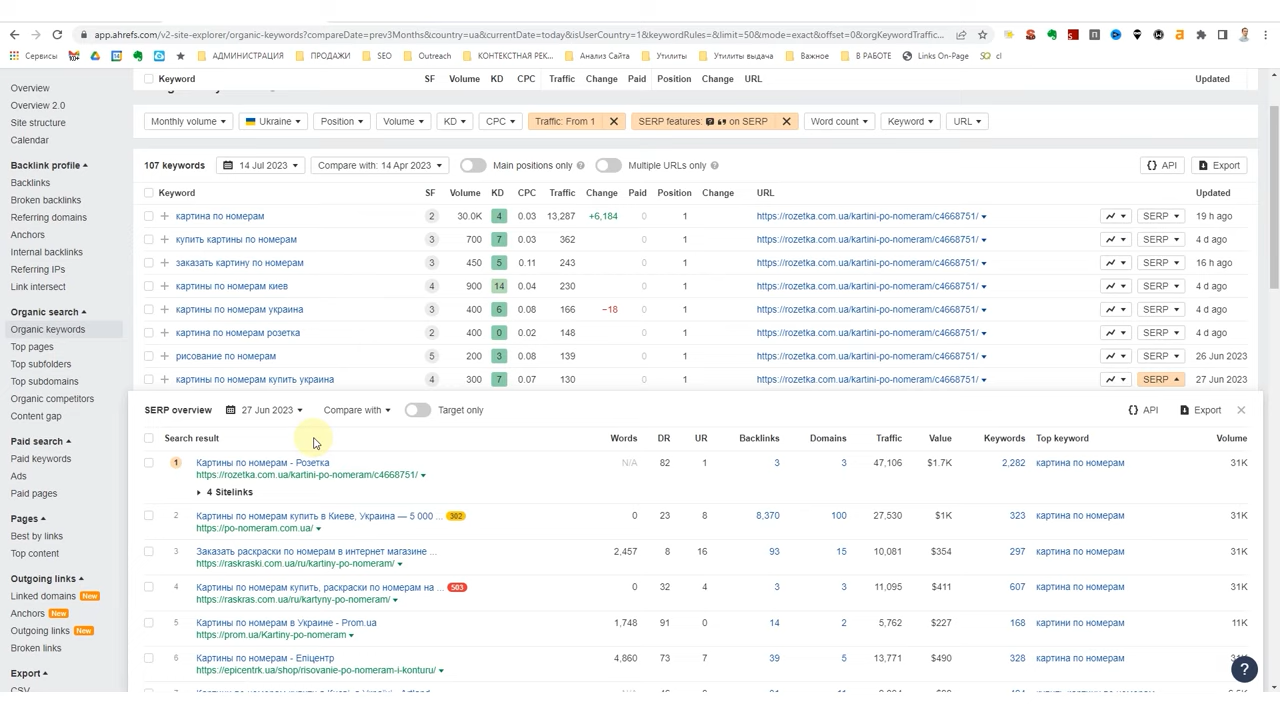 app.ahrefs.com/v2-site-explorer/organic-keywords?compareDate=prev3Months&country=ua&currentDate=today&isUserCountry=1&keywordRules=&limit=50&mode=exact&offset=0&orgKeywordTraffic...
Сервисы АДМИНИСТРАЦИЯ ПРОДАЖИ SEO Outreach КОНТЕКСТНАЯ РЕК... Анализ Сайта Утилиты Утилиты выдача Важное В РАБОТЕ Links On-Page cl
Keyword SF Volume KD CPC Traffic Change Paid Position Change URL Updated
Overview
Overview 2.0
Site structure
Calendar
Backlink profile
Backlinks
Broken backlinks
Referring domains
Anchors
Internal backlinks
Referring IPs
Link intersect
Organic search
Organic keywords
Top pages
Top subfolders
Top subdomains
Organic competitors
Content gap
Paid search
Paid keywords
Ads
Paid pages
Pages
Best by links
Top content
Outgoing links
Linked domains New
Anchors New
Outgoing links New
Broken links
Export
CSV
Monthly volume Ukraine Position Volume KD CPC Traffic: From 1 SERP features: on SERP Word count Keyword URL
107 keywords 14 Jul 2023 Compare with: 14 Apr 2023 Main positions only Multiple URLs only API Export
Keyword SF Volume KD CPC Traffic Change Paid Position Change URL Updated
картина по номерам 2 30.0K 4 0.03 13,287 +6,184 0 1 https://rozetka.com.ua/kartini-po-nomeram/c4668751/ SERP 19 h ago
купить картины по номерам 3 700 7 0.03 362 0 1 https://rozetka.com.ua/kartini-po-nomeram/c4668751/ SERP 4 d ago
заказать картину по номерам 3 450 5 0.11 243 0 1 https://rozetka.com.ua/kartini-po-nomeram/c4668751/ SERP 16 h ago
картины по номерам киев 4 900 14 0.04 230 0 1 https://rozetka.com.ua/kartini-po-nomeram/c4668751/ SERP 4 d ago
картины по номерам украина 3 400 6 0.08 166 −18 0 1 https://rozetka.com.ua/kartini-po-nomeram/c4668751/ SERP 4 d ago
картина по номерам розетка 2 400 0 0.02 148 0 1 https://rozetka.com.ua/kartini-po-nomeram/c4668751/ SERP 4 d ago
рисование по номерам 5 200 3 0.08 139 0 1 https://rozetka.com.ua/kartini-po-nomeram/c4668751/ SERP 26 Jun 2023
картины по номерам купить украина 4 300 7 0.07 130 0 1 https://rozetka.com.ua/kartini-po-nomeram/c4668751/ SERP 27 Jun 2023
SERP overview 27 Jun 2023 Compare with Target only API Export
Search result Words DR UR Backlinks Domains Traffic Value Keywords Top keyword Volume
1 Картины по номерам - Розетка N/A 82 1 3 3 47,106 $1.7K 2,282 картина по номерам 31K
https://rozetka.com.ua/kartini-po-nomeram/c4668751/
4 Sitelinks
2 Картины по номерам купить в Киеве, Украина — 5 000 ... 302 0 23 8 8,370 100 27,530 $1K 323 картина по номерам 31K
https://po-nomeram.com.ua/
3 Заказать раскраски по номерам в интернет магазине ... 2,457 8 16 93 15 10,081 $354 297 картина по номерам 31K
https://raskraski.com.ua/ru/kartiny-po-nomeram/
4 Картины по номерам купить, раскраски по номерам на ... 503 0 32 4 3 3 11,095 $411 607 картина по номерам 31K
https://raskras.com.ua/ru/kartyny-po-nomeram/
5 Картины по номерам в Украине - Prom.ua 1,748 91 0 14 2 5,762 $227 168 картини по номерам 11K
https://prom.ua/Kartiny-po-nomeram
6 Картины по номерам - Епіцентр 4,860 73 7 39 5 13,771 $490 328 картина по номерам 31K
https://epicentrk.ua/shop/risovanie-po-nomeram-i-konturu/